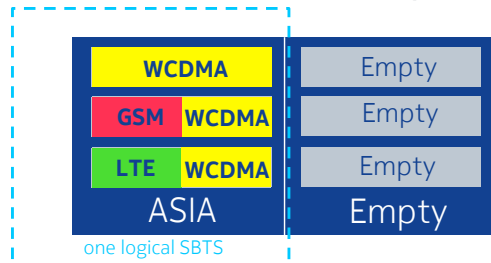 WCDMA Empty
GSM WCDMA Empty
LTE WCDMA Empty
ASIA Empty
one logical SBTS